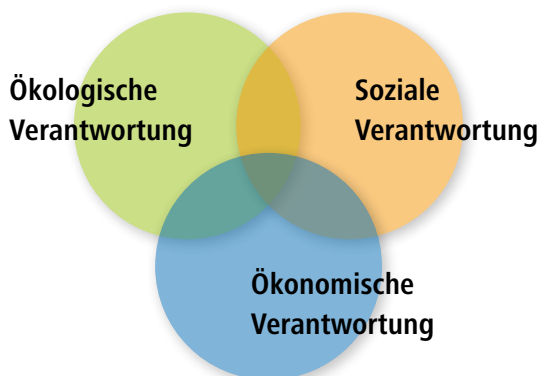 Ökologische
Verantwortung
Soziale
Verantwortung
Ökonomische
Verantwortung